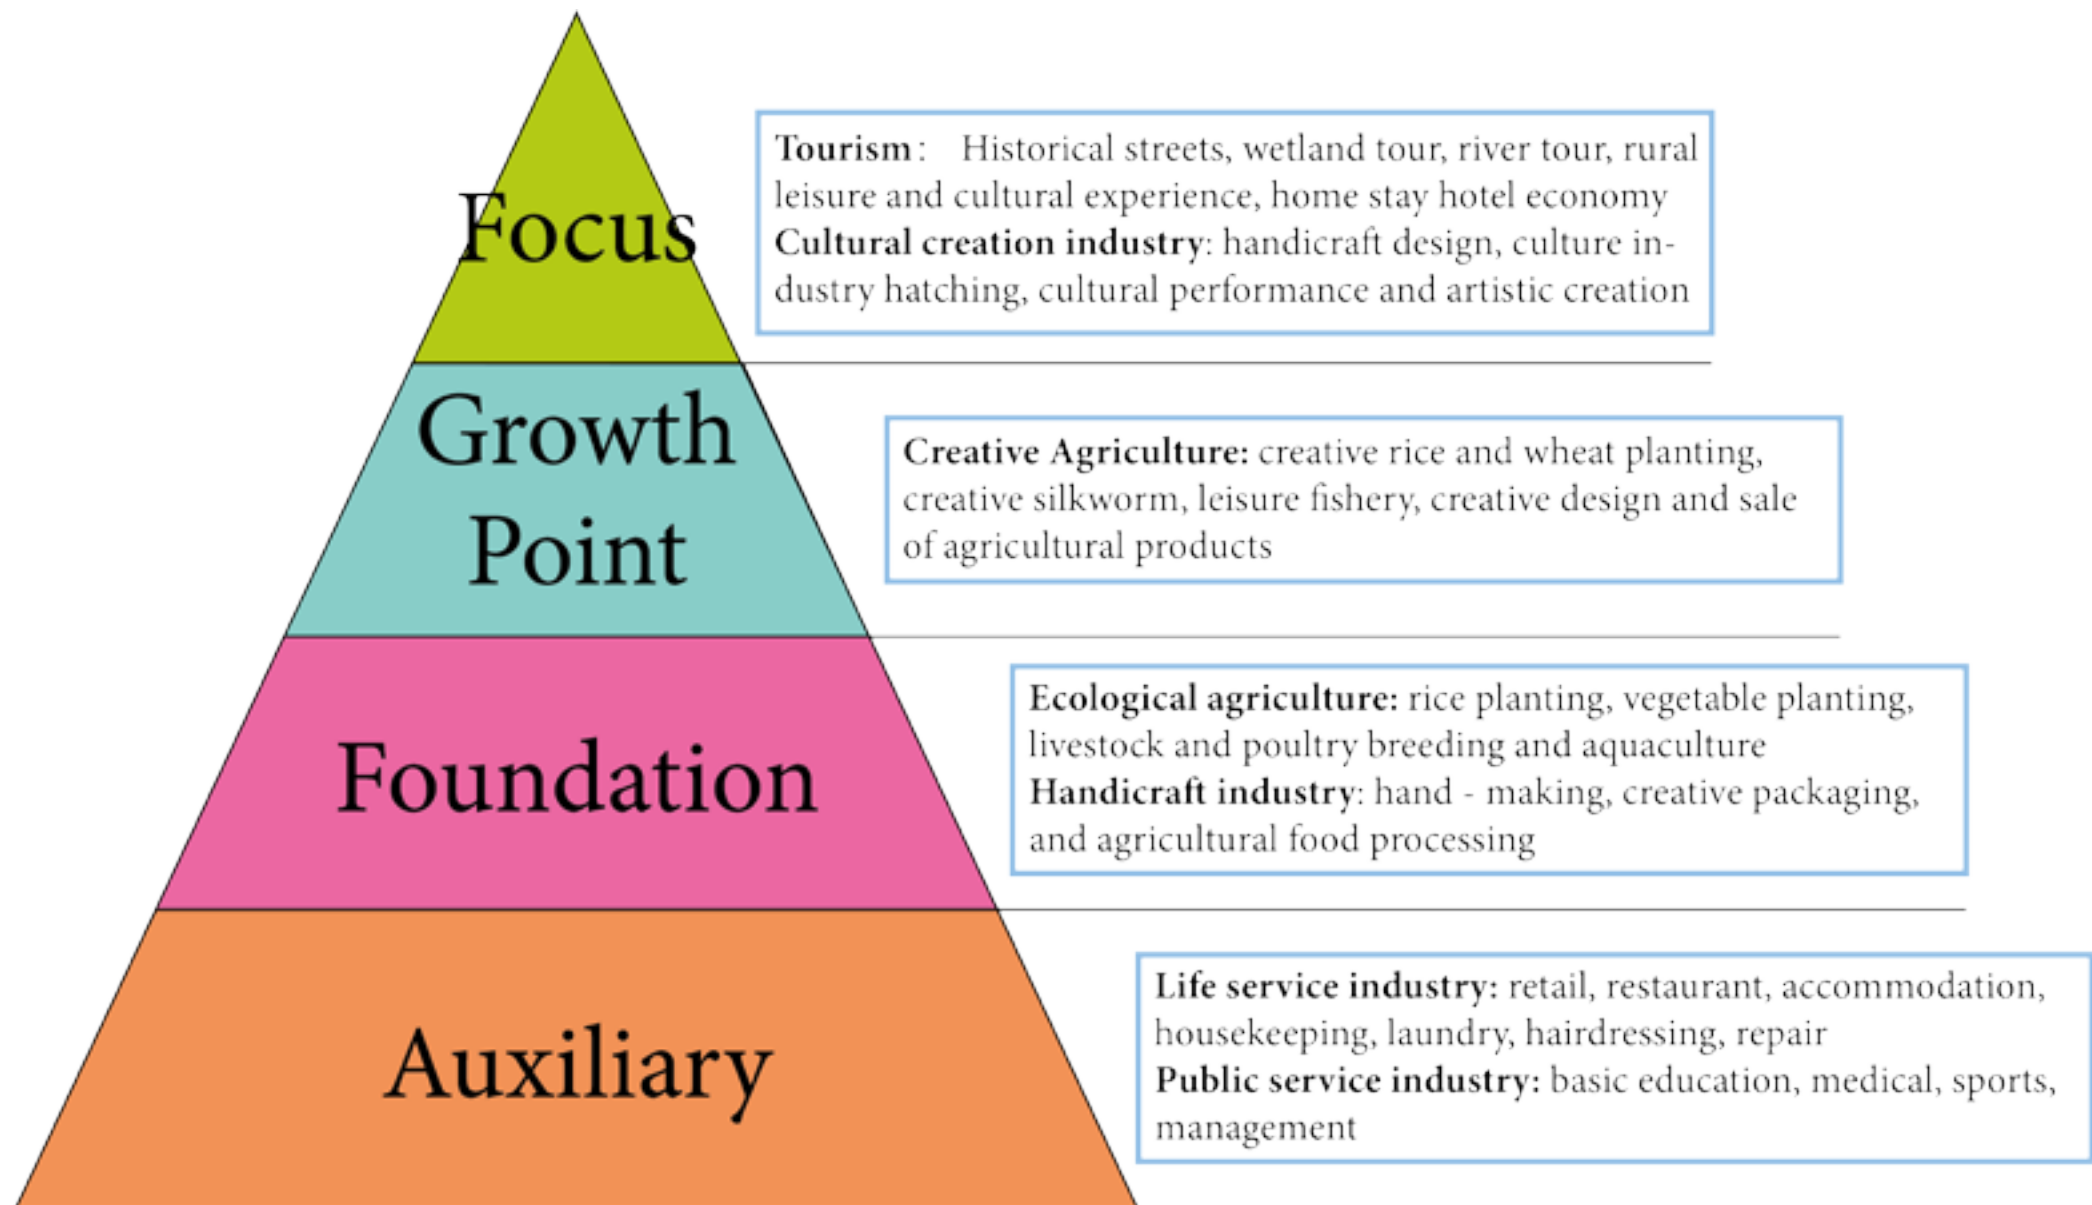 Focus
Tourism: Historical streets, wetland tour, river tour, rural
leisure and cultural experience, home stay hotel economy
Cultural creation industry: handicraft design, culture in-
dustry hatching, cultural performance and artistic creation
Growth
Point
Creative Agriculture: creative rice and wheat planting,
creative silkworm, leisure fishery, creative design and sale
of agricultural products
Foundation
Ecological agriculture: rice planting, vegetable planting,
livestock and poultry breeding and aquaculture
Handicraft industry: hand - making, creative packaging,
and agricultural food processing
Auxiliary
Life service industry: retail, restaurant, accommodation,
housekeeping, laundry, hairdressing, repair
Public service industry: basic education, medical, sports,
management